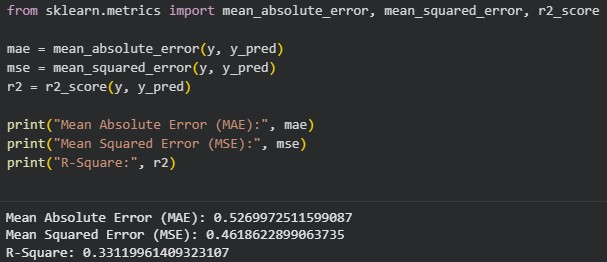 from sklearn.metrics import mean_absolute_error, mean_squared_error, r2_score
mae = mean_absolute_error(y, y_pred)
mse = mean_squared_error(y, y_pred)
r2 = r2_score(y, y_pred)
print("Mean Absolute Error (MAE):", mae)
print("Mean Squared Error (MSE):", mse)
print("R-Square:", r2)
Mean Absolute Error (MAE): 0.5269972511599087
Mean Squared Error (MSE): 0.4618622899063735
R-Square: 0.33119961409323107